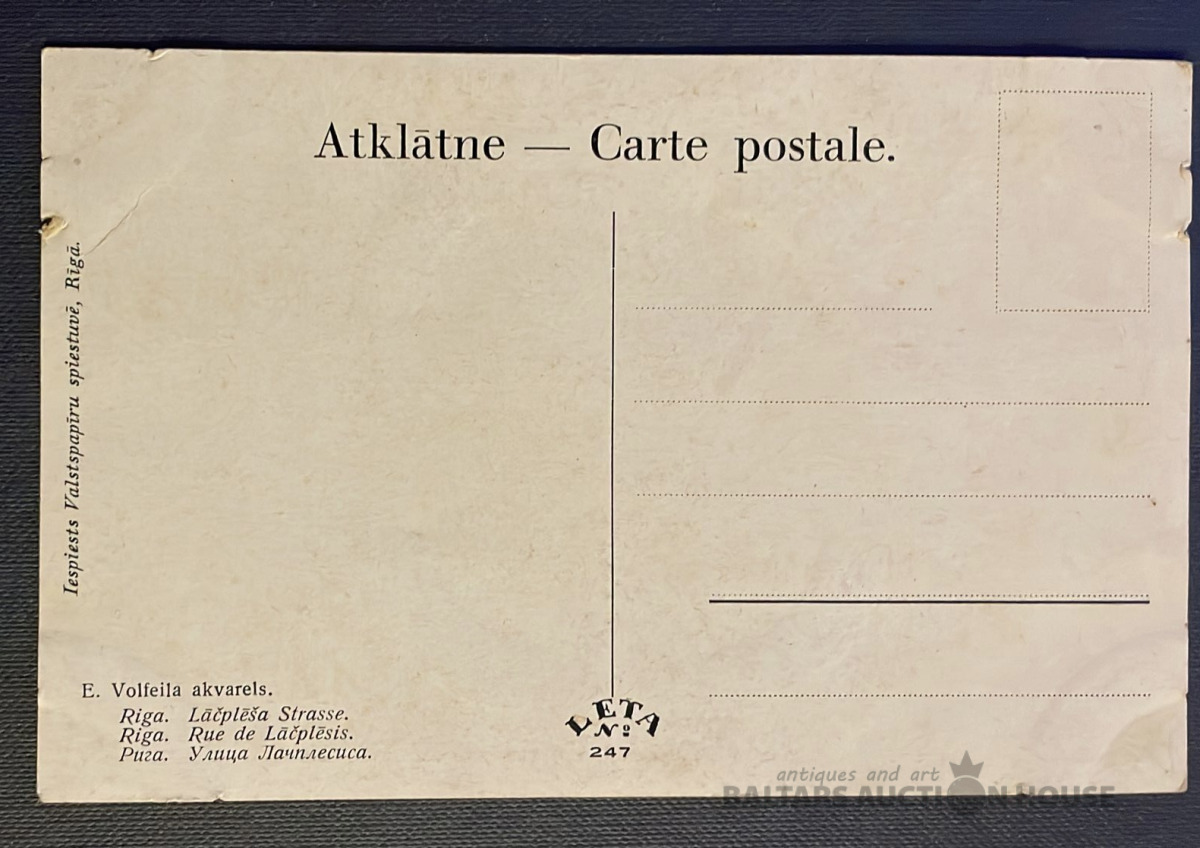 Atklātne — Carte postale.
Iespiests Valstspapīru spiestuvē, Rīgā.
E. Volfeila akvarels.
Riga. Lāčplēša Strasse.
Riga. Rue de Lāčplēsis.
Рига. Улица Лачплесиса.
LETA
№
247
antiques and art
BALTARS AUCTION HOUSE